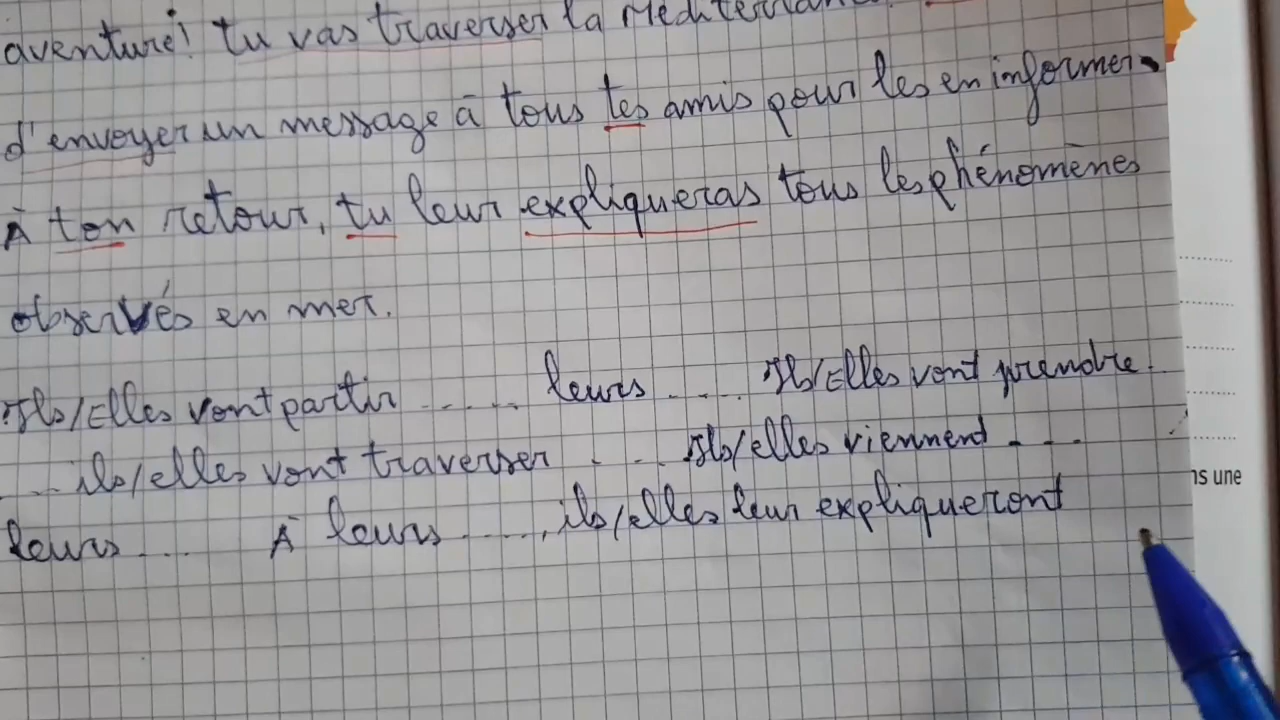 aventure! tu vas traverser la Méditerrané
d'envoyer un message à tous tes amis pour les en informer.
À ton retour, tu leur expliqueras tous les phénomènes
observés en mer.
Ils/Elles vont partir ...... leurs ..... Ils/Elles vont prendre.
... ils/elles vont traverser . .. Ils/elles viennent - - -
leurs ... À leurs ......, ils/elles leur expliqueront
ns une